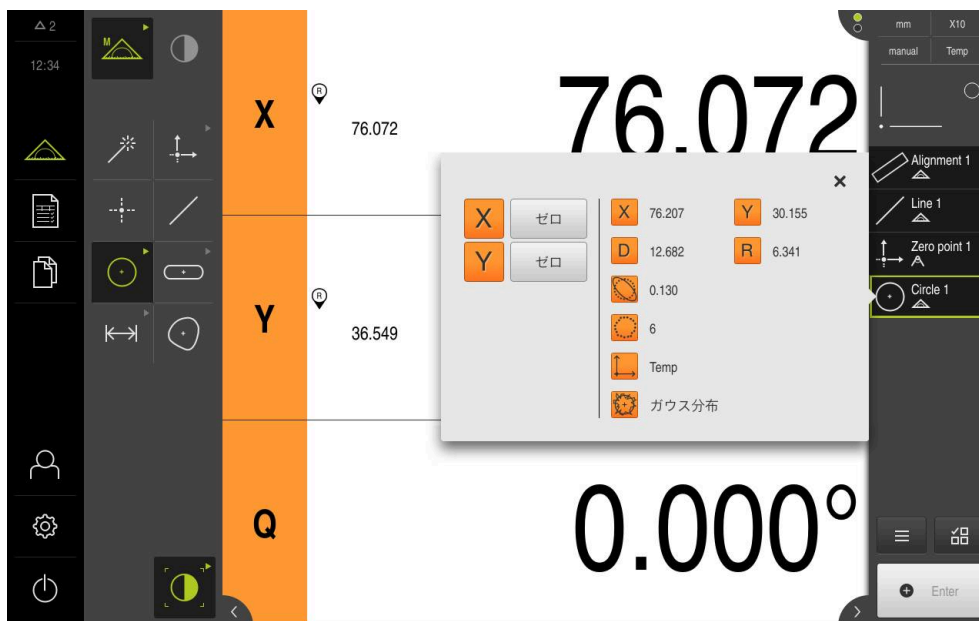 2
12:34
M
X
R
76.072
76.072
Y
R
36.549
Q
0.000°
X ゼロ
Y ゼロ
X 76.207 Y 30.155
D 12.682 R 6.341
0.130
6
Temp
ガウス分布
mm X10
manual Temp
Alignment 1
Line 1
Zero point 1
Circle 1
Enter